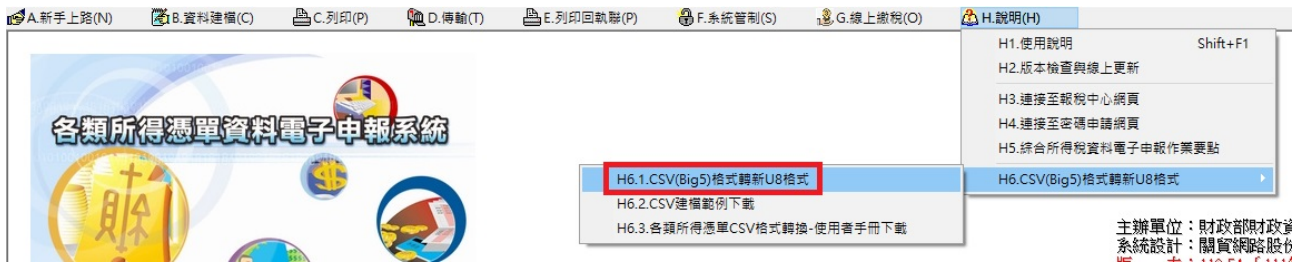 A.新手上路(N) B.資料建檔(C) C.列印(P) D.傳輸(T) E.列印回執聯(P) F.系統管制(S) G.線上繳稅(O) H.說明(H)
H1.使用說明 Shift+F1
H2.版本檢查與線上更新
H3.連接至報稅中心網頁
H4.連接至密碼申請網頁
H5.綜合所得稅資料電子申報作業要點
H6.CSV(Big5)格式轉新U8格式
H6.1.CSV(Big5)格式轉新U8格式
H6.2.CSV建檔範例下載
H6.3.各類所得憑單CSV格式轉換-使用者手冊下載
各類所得憑單資料電子申報系統
財
$
主辦單位：財政部財政資
系統設計：關貿網路股份